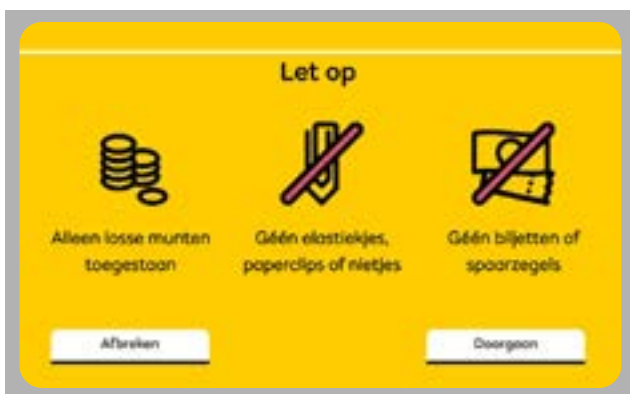 Let op
Alleen losse munten
toegestaan
Géén elastiekjes,
paperclips of nietjes
Géén biljetten of
spaarzegels
Afbreken
Doorgaan